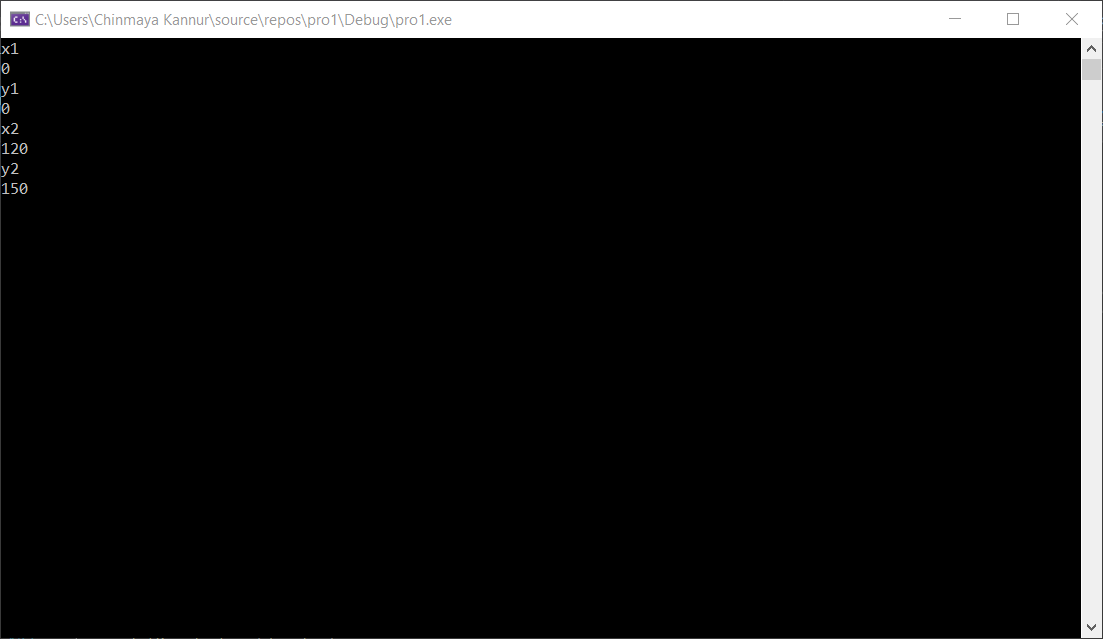 C:\Users\Chinmaya Kannur\source\repos\pro1\Debug\pro1.exe
x1
0
y1
0
x2
120
y2
150